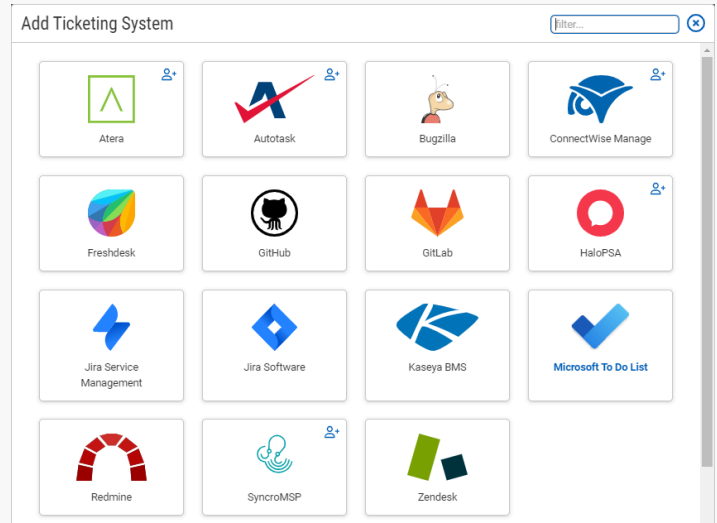 Add Ticketing System
filter...
Atera
Autotask
Bugzilla
ConnectWise Manage
Freshdesk
GitHub
GitLab
HaloPSA
Jira Service
Management
Jira Software
Kaseya BMS
Microsoft To Do List
Redmine
SyncroMSP
Zendesk